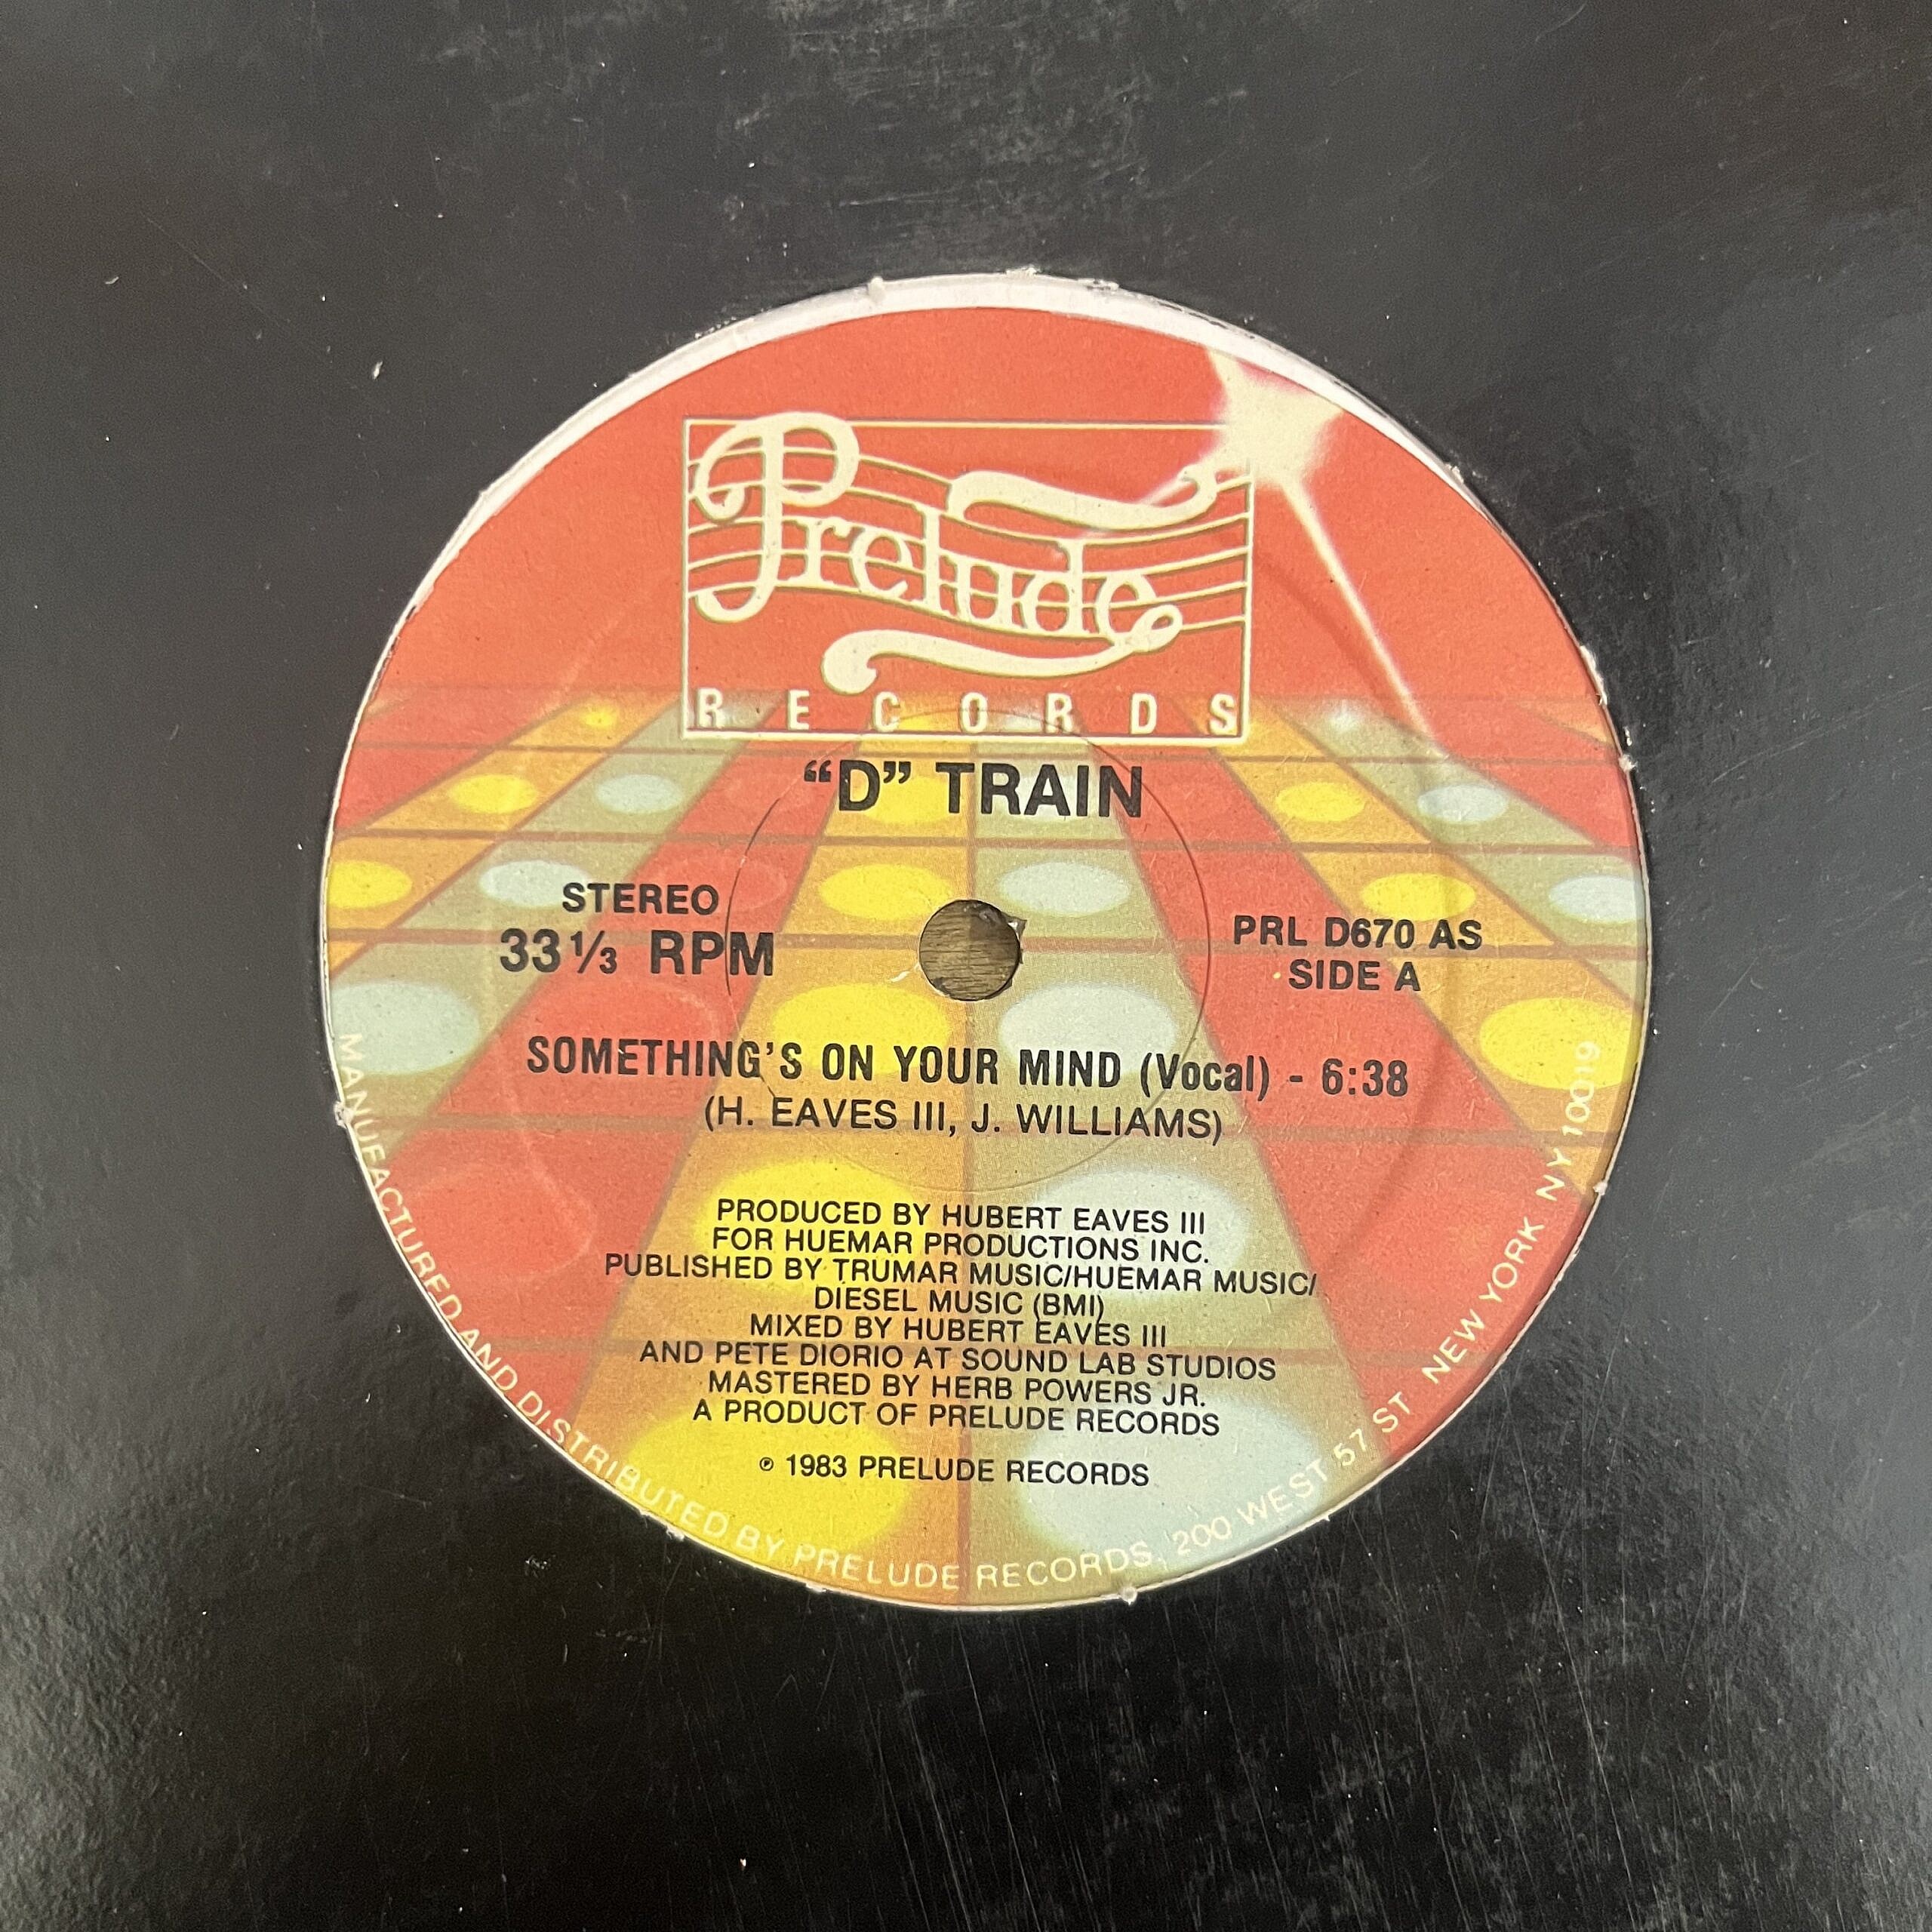 Prelude
RECORDS
“D” TRAIN
STEREO
33 ⅓ RPM
PRL D670 AS
SIDE A
SOMETHING'S ON YOUR MIND (Vocal) - 6:38
(H. EAVES III, J. WILLIAMS)
PRODUCED BY HUBERT EAVES III
FOR HUEMAR PRODUCTIONS INC.
PUBLISHED BY TRUMAR MUSIC/HUEMAR MUSIC/
DIESEL MUSIC (BMI)
MIXED BY HUBERT EAVES III
AND PETE DIORIO AT SOUND LAB STUDIOS
MASTERED BY HERB POWERS JR.
A PRODUCT OF PRELUDE RECORDS
℗ 1983 PRELUDE RECORDS
MANUFACTURED AND DISTRIBUTED BY PRELUDE RECORDS, 200 WEST 57 ST NEW YORK NY 10019